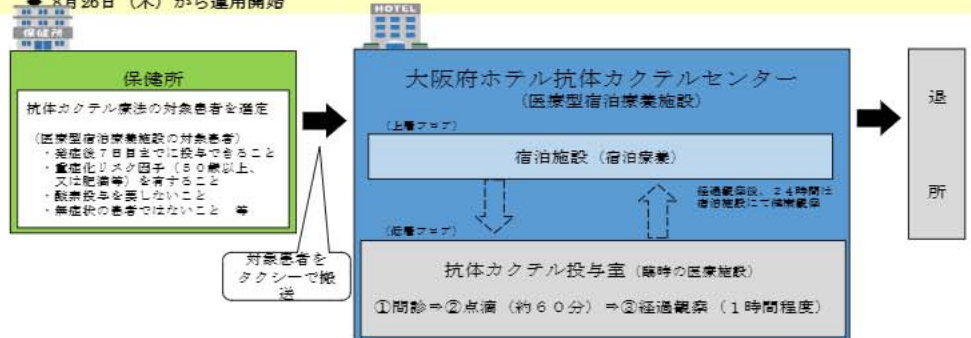 ◆ 8月26日（木）から運用開始
HOTEL
保健所
保健所
抗体カクテル療法の対象患者を選定
（医療型宿泊療養施設の対象患者）
・発症後７日目までに投与できること
・重症化リスク因子（５０歳以上、
又は肥満等）を有すること
・酸素投与を要しないこと
・無症状の患者ではないこと　等
対象患者を
タクシーで搬
送
大阪府ホテル抗体カクテルセンター
（医療型宿泊療養施設）
（上層フロア）
宿泊施設（宿泊療養）
経過観察後、２４時間は
宿泊施設にて健康観察
（低層フロア）
抗体カクテル投与室（臨時の医療施設）
①問診⇒②点滴（約６０分）⇒③経過観察（１時間程度）
退
所